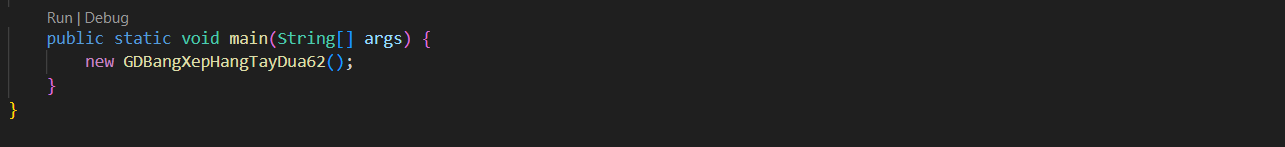 Run | Debug
public static void main(String[] args) {
new GDBangXepHangTayDua62();
}
}